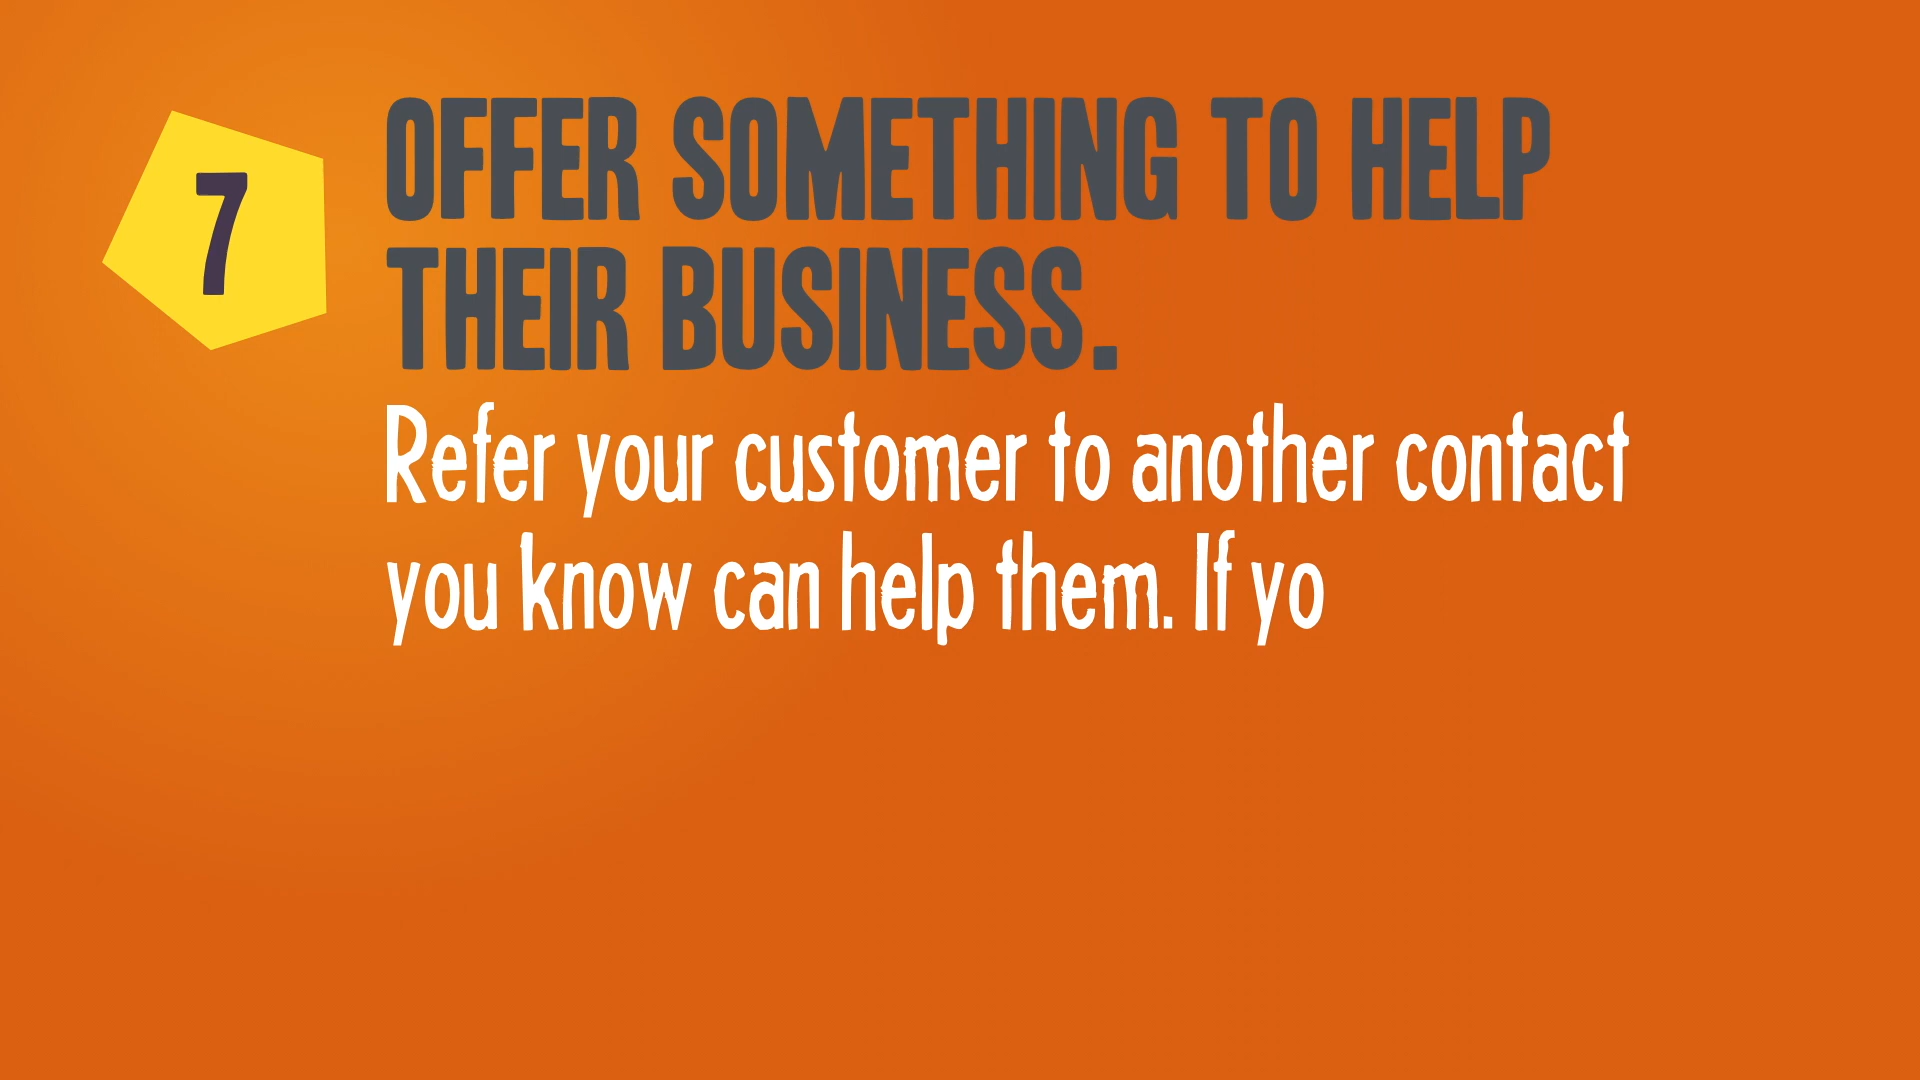 7
OFFER SOMETHING TO HELP
THEIR BUSINESS.
Refer your customer to another contact
you know can help them. If yo